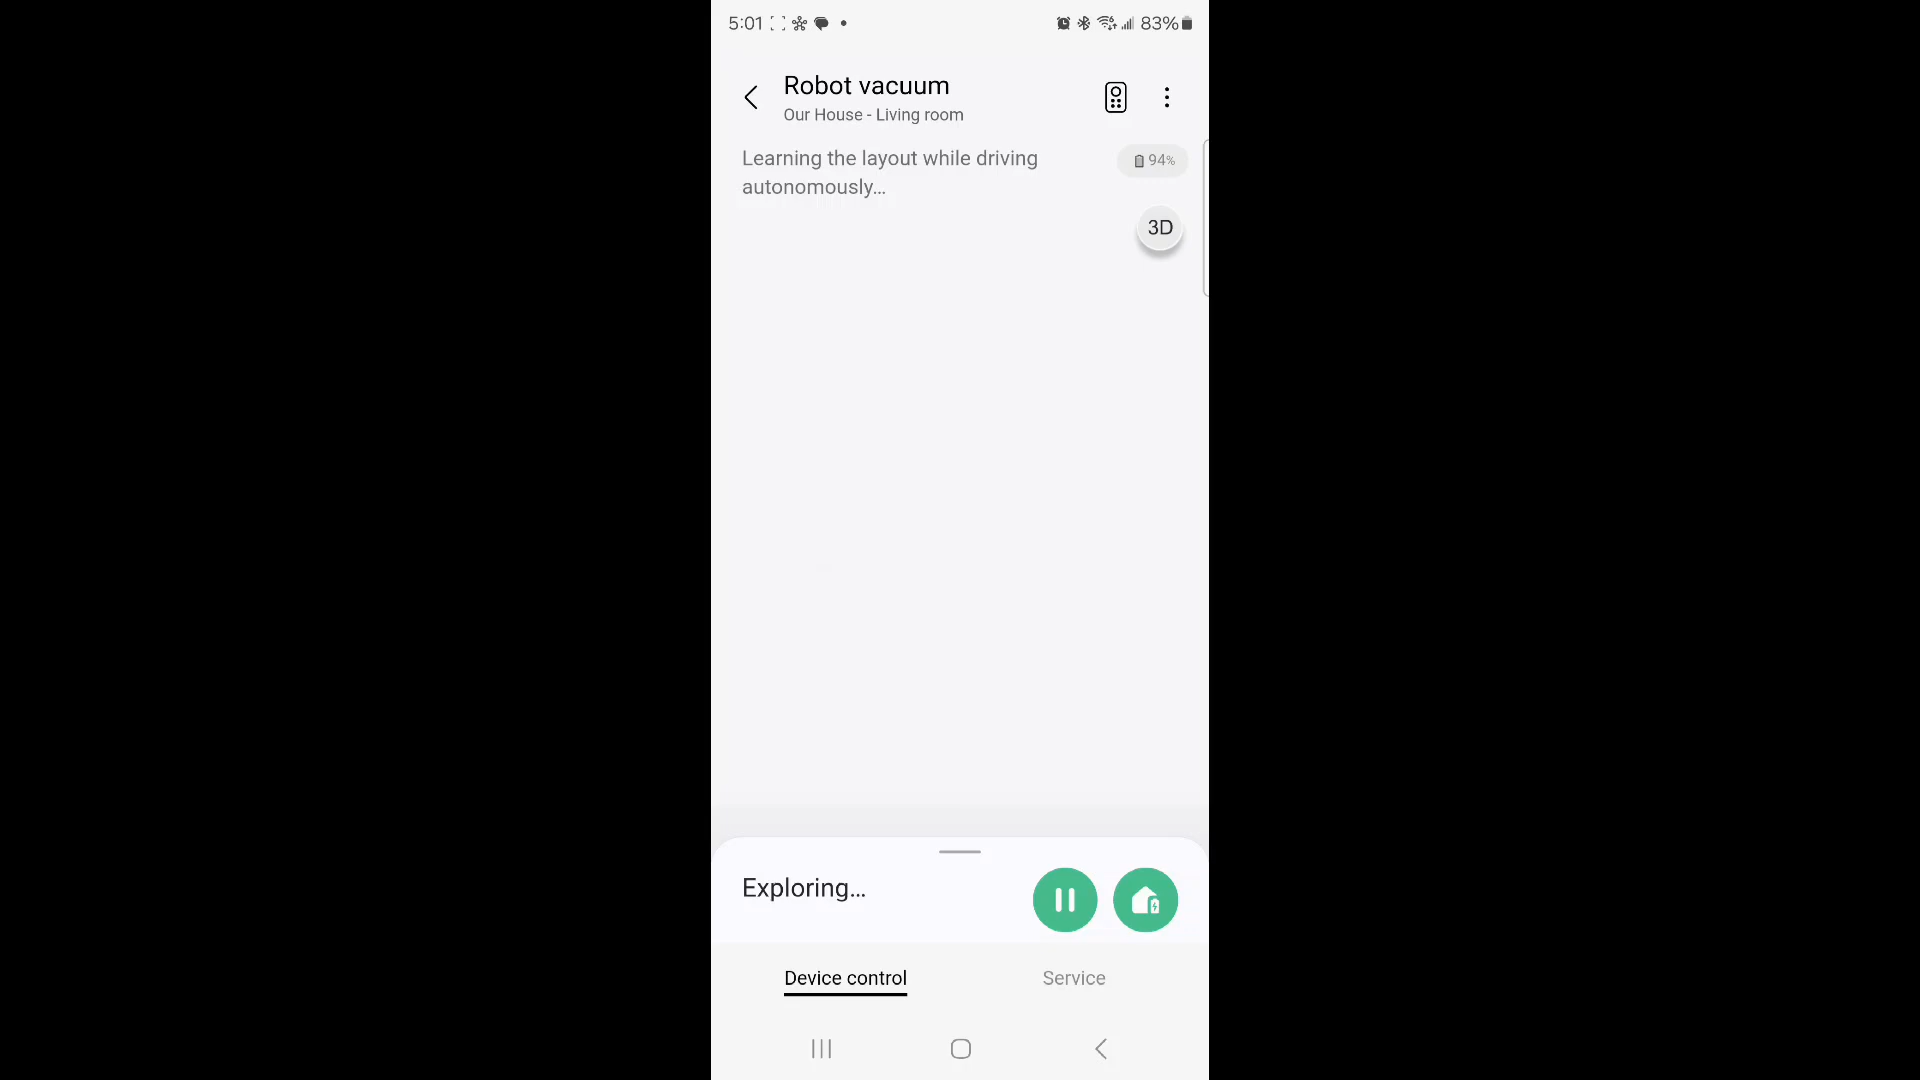 5:01
83%
Robot vacuum
Our House - Living room
Learning the layout while driving
autonomously...
94%
3D
Exploring...
Device control
Service